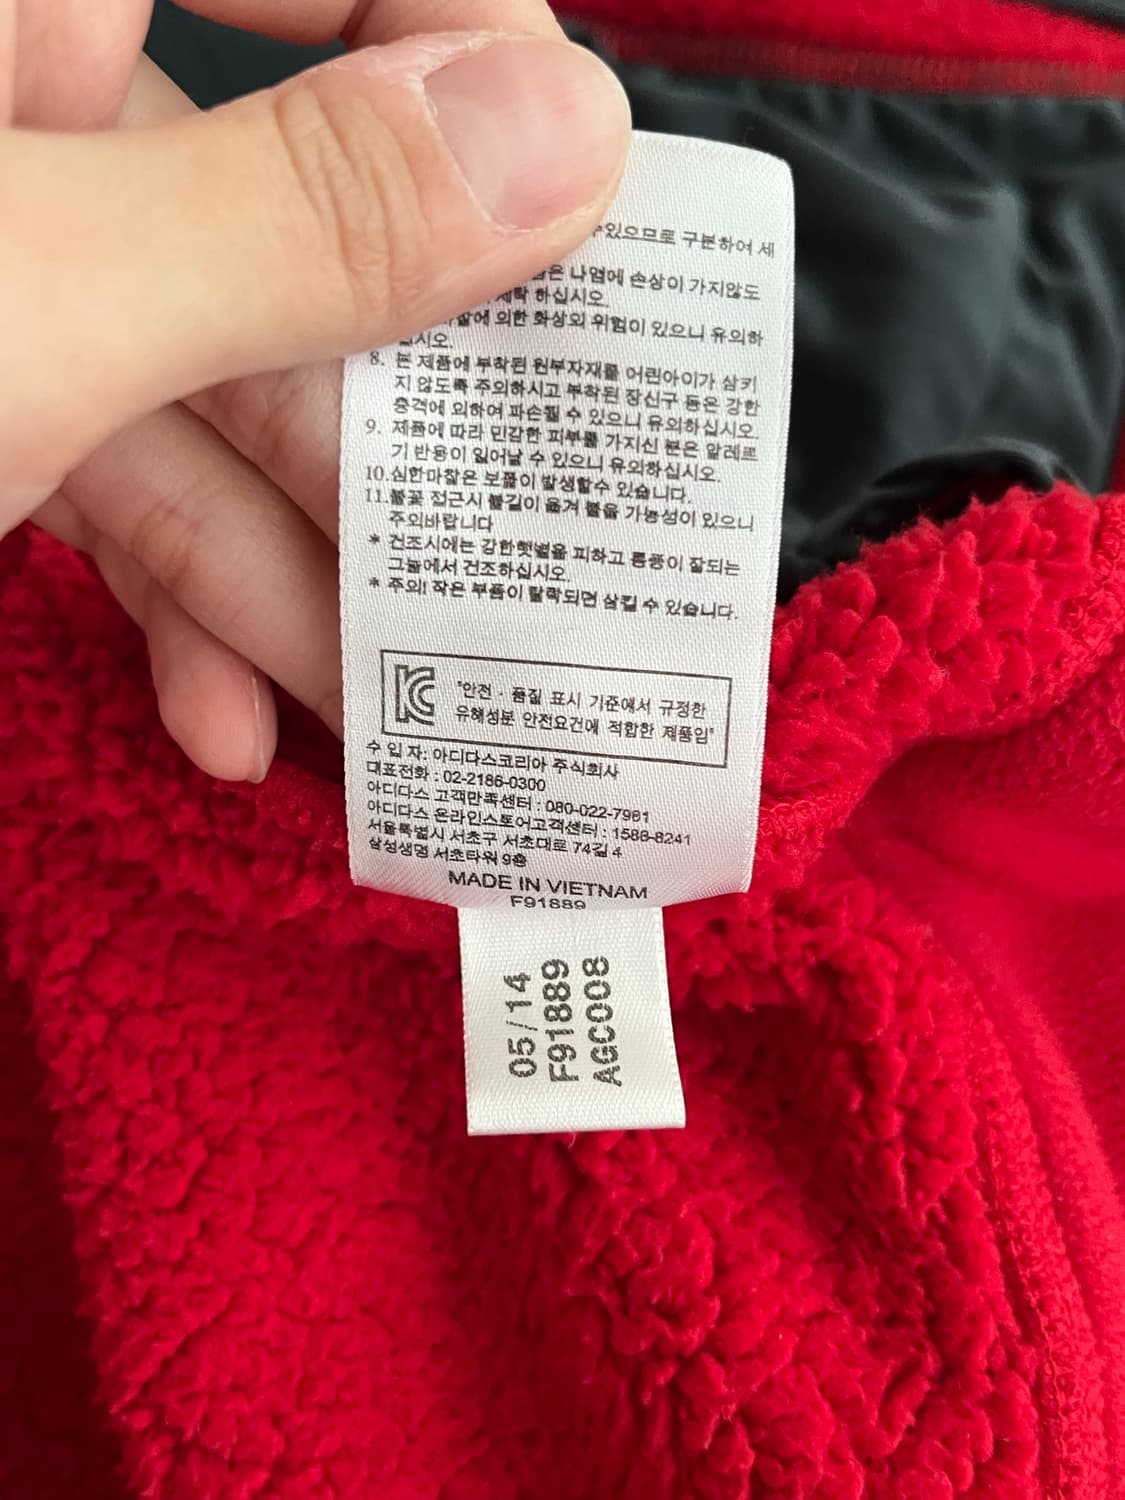 수있으므로 구분하여 세
은 나염에 손상이 가지않도
세탁 하십시오.
마찰에 의한 화상의 위험이 있으니 유의하
십시오.
8. 본 제품에 부착된 원부자재를 어린아이가 삼키
지 않도록 주의하시고 부착된 장신구 등은 강한
충격에 의하여 파손될 수 있으니 유의하십시오.
9. 제품에 따라 민감한 피부를 가지신 분은 알레르
기 반응이 일어날 수 있으니 유의하십시오.
10.심한마찰은 보풀이 발생할수 있습니다.
11.불꽃 접근시 불길이 옮겨 붙을 가능성이 있으니
주의바랍니다
* 건조시에는 강한햇볕을 피하고 통풍이 잘되는
그늘에서 건조하십시오.
* 주의! 작은 부품이 탈락되면 삼킬 수 있습니다.
"안전 · 품질 표시 기준에서 규정한
유해성분 안전요건에 적합한 제품임"
수 입 자: 아디다스코리아 주식회사
대표전화 : 02-2186-0300
아디다스 고객만족센터 : 080-022-7981
아디다스 온라인스토어고객센터 : 1588-8241
서울특별시 서초구 서초대로 74길 4
삼성생명 서초타워 9층
MADE IN VIETNAM
F91889
05/14
F91889
AGC008